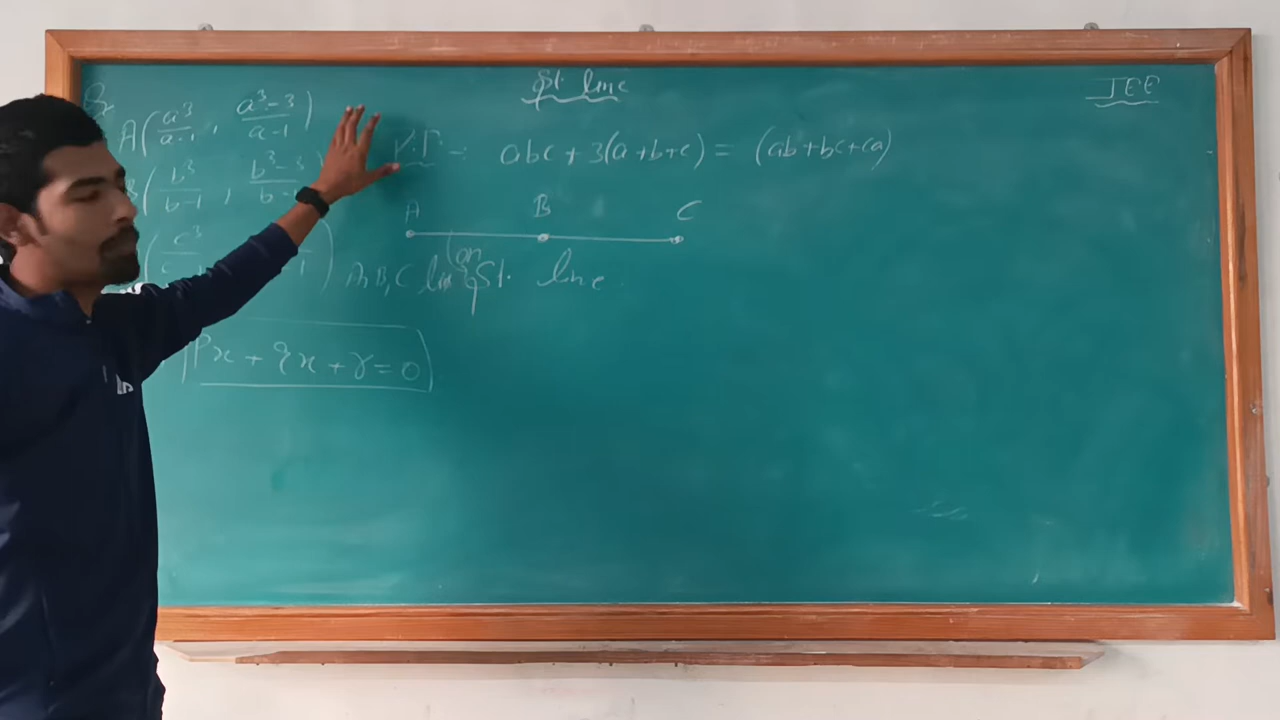 St. line
JEE
A(a³/a-1, a³-3/a-1)
P.T -: abc + 3(a+b+c) = (ab+bc+ca)
(b³/b-1, b³-3/b-1
A B C
(c³/c
A, B, C lie on St. line.
Px + qx + r = 0